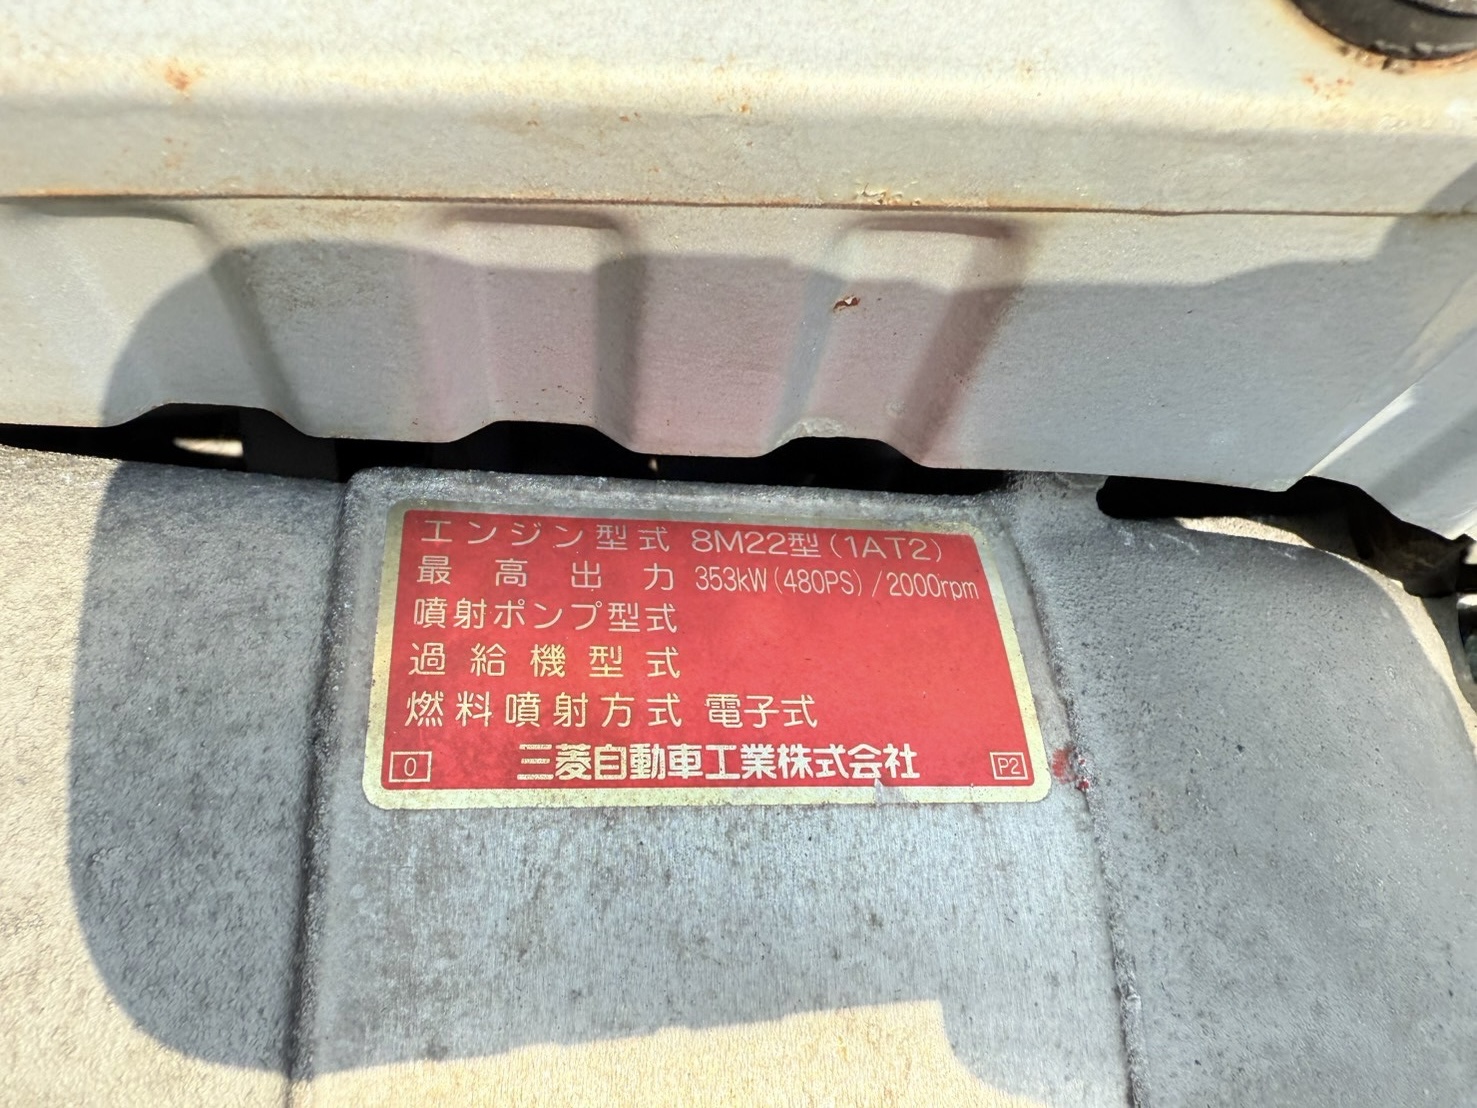 エンジン型式 8M22型(1AT2)
最高出力 353kW(480PS)/2000rpm
噴射ポンプ型式
過給機型式
燃料噴射方式 電子式
0 三菱自動車工業株式会社 P2